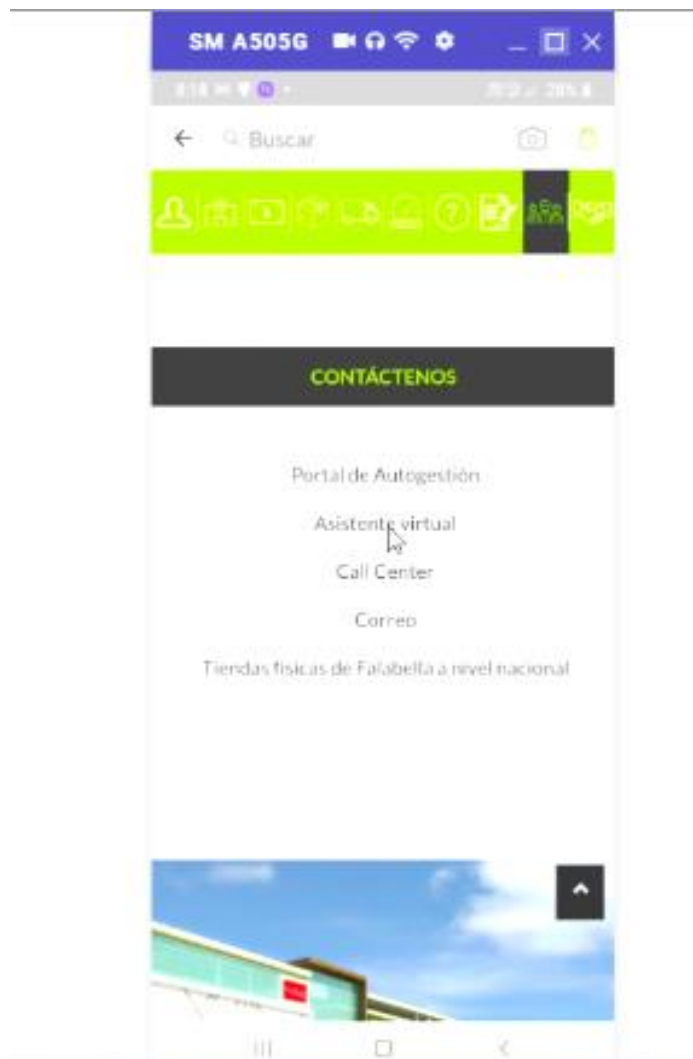 SM A505G
Buscar
CONTÁCTENOS
Portal de Autogestión
Asistente virtual
Call Center
Correo
Tiendas físicas de Falabella a nivel nacional